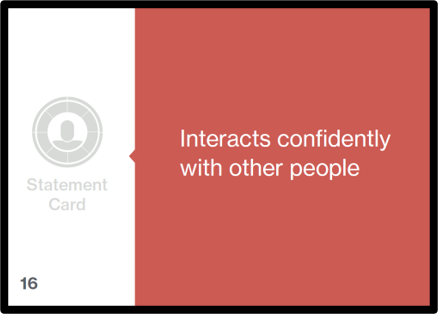 Statement
Card
16
Interacts confidently
with other people